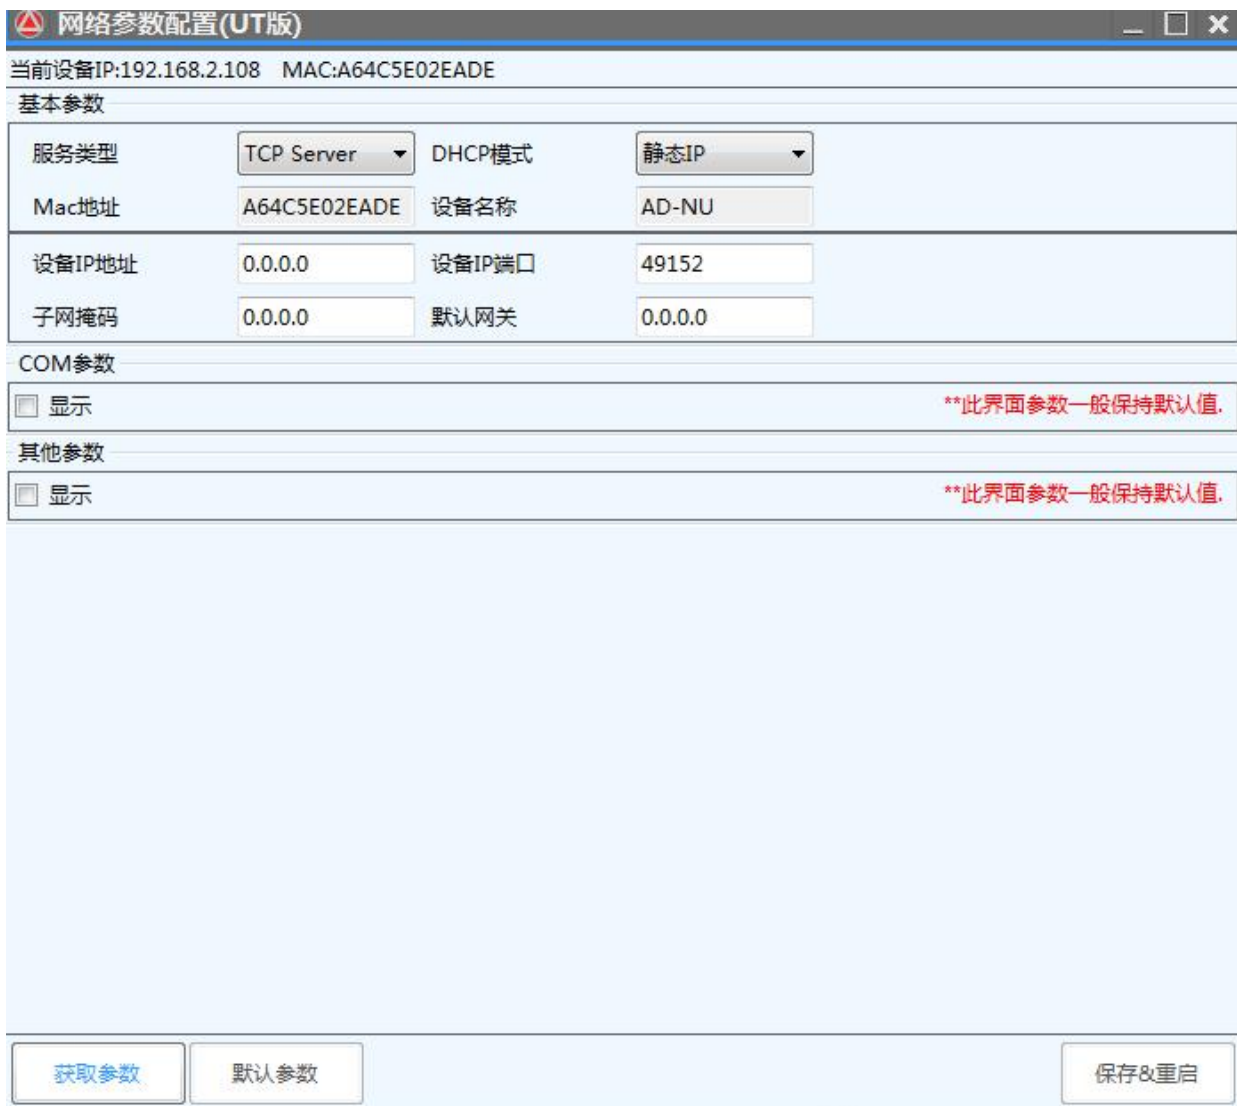 网络参数配置(UT版)
当前设备IP:192.168.2.108 MAC:A64C5E02EADE
基本参数
服务类型 TCP Server DHCP模式 静态IP
Mac地址 A64C5E02EADE 设备名称 AD-NU
设备IP地址 0.0.0.0 设备IP端口 49152
子网掩码 0.0.0.0 默认网关 0.0.0.0
COM参数
显示 **此界面参数一般保持默认值.
其他参数
显示 **此界面参数一般保持默认值.
获取参数 默认参数 保存&重启